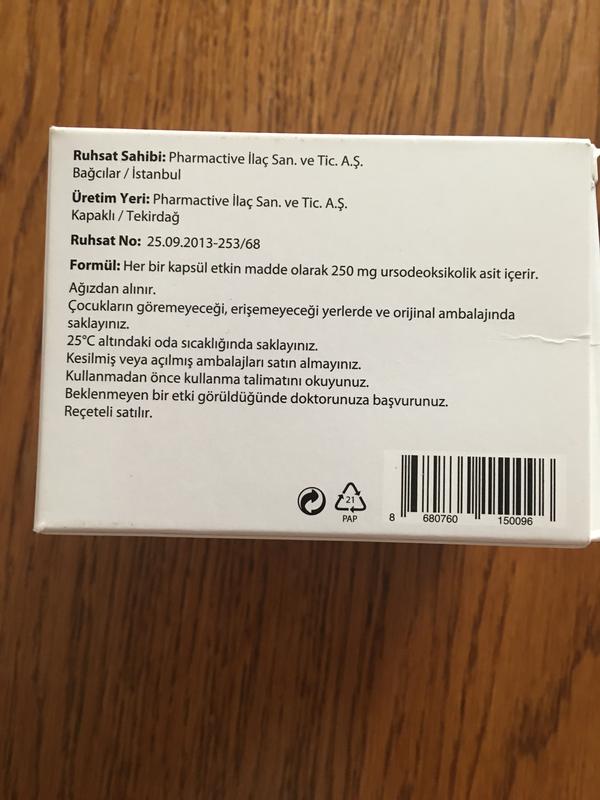 Ruhsat Sahibi: Pharmactive İlaç San. ve Tic. A.Ş.
Bağcılar / İstanbul
Üretim Yeri: Pharmactive İlaç San. ve Tic. A.Ş.
Kapaklı / Tekirdağ
Ruhsat No: 25.09.2013-253/68
Formül: Her bir kapsül etkin madde olarak 250 mg ursodeoksikolik asit içerir.
Ağızdan alınır.
Çocukların göremeyeceği, erişemeyeceği yerlerde ve orijinal ambalajında
saklayınız.
25°C altındaki oda sıcaklığında saklayınız.
Kesilmiş veya açılmış ambalajları satın almayınız.
Kullanmadan önce kullanma talimatını okuyunuz.
Beklenmeyen bir etki görüldüğünde doktorunuza başvurunuz.
Reçeteli satılır.
21
PAP
8 680760 150096